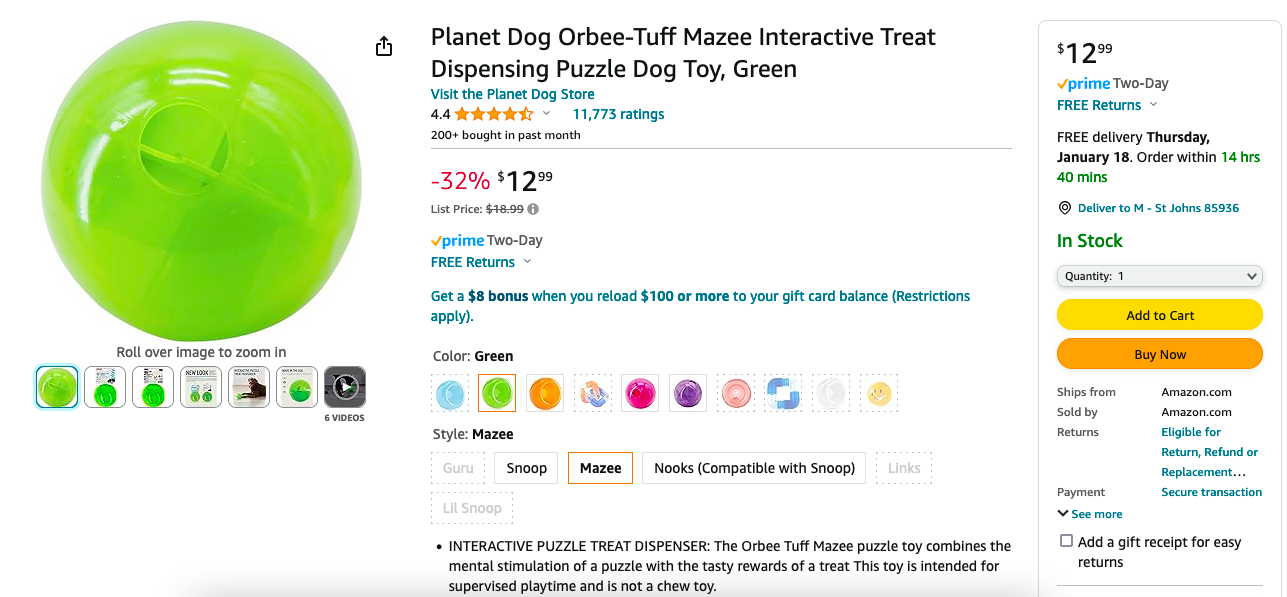 Planet Dog Orbee-Tuff Mazee Interactive Treat
Dispensing Puzzle Dog Toy, Green
Visit the Planet Dog Store
4.4 11,773 ratings
200+ bought in past month
-32% $12.99
List Price: $18.99
prime Two-Day
FREE Returns
Get a $8 bonus when you reload $100 or more to your gift card balance (Restrictions
apply).
Roll over image to zoom in
NEW LOOK
6 VIDEOS
Color: Green
Style: Mazee
Guru Snoop Mazee Nooks (Compatible with Snoop) Links
Lil Snoop
• INTERACTIVE PUZZLE TREAT DISPENSER: The Orbee Tuff Mazee puzzle toy combines the
mental stimulation of a puzzle with the tasty rewards of a treat This toy is intended for
supervised playtime and is not a chew toy.
$12.99
prime Two-Day
FREE Returns
FREE delivery Thursday,
January 18. Order within 14 hrs
40 mins
Deliver to M - St Johns 85936
In Stock
Quantity: 1
Add to Cart
Buy Now
Ships from Amazon.com
Sold by Amazon.com
Returns Eligible for
Return, Refund or
Replacement…
Payment Secure transaction
See more
Add a gift receipt for easy
returns